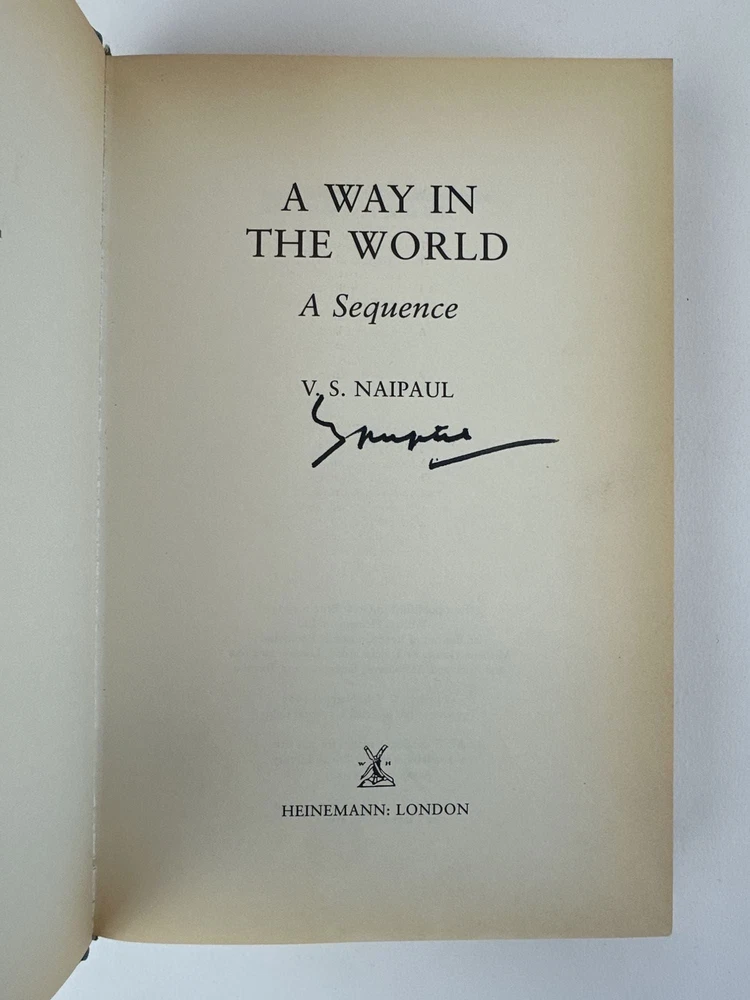 A WAY IN
THE WORLD
A Sequence
V. S. NAIPAUL
W H
HEINEMANN: LONDON